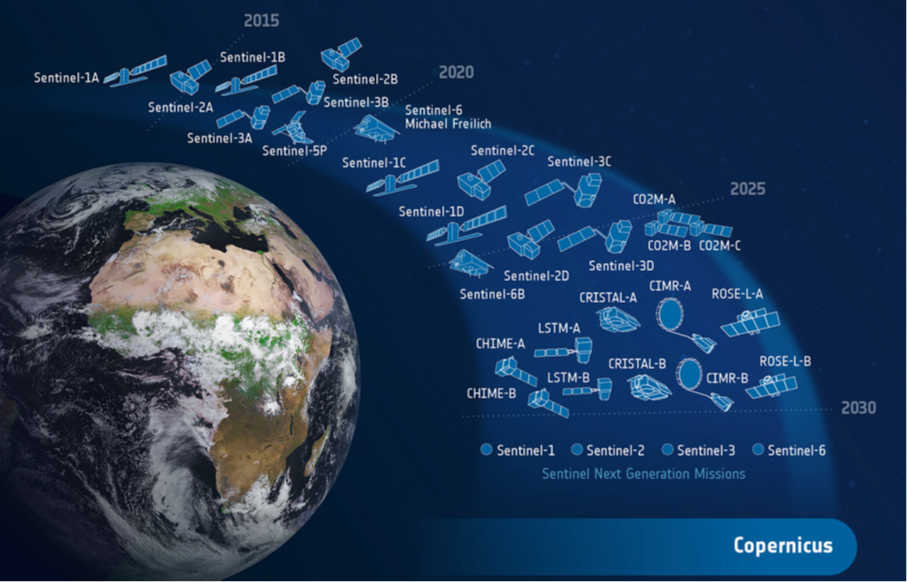 2015
Sentinel-1B
Sentinel-1A
Sentinel-2B
2020
Sentinel-2A
Sentinel-3B
Sentinel-6
Michael Freilich
Sentinel-3A
Sentinel-5P
Sentinel-1C
Sentinel-2C
Sentinel-3C
2025
CO2M-A
Sentinel-1D
CO2M-B
CO2M-C
Sentinel-2D
Sentinel-3D
Sentinel-6B
CRISTAL-A
CIMR-A
ROSE-L-A
LSTM-A
CHIME-A
CRISTAL-B
ROSE-L-B
LSTM-B
CIMR-B
CHIME-B
2030
Sentinel-1 Sentinel-2 Sentinel-3 Sentinel-6
Sentinel Next Generation Missions
Copernicus